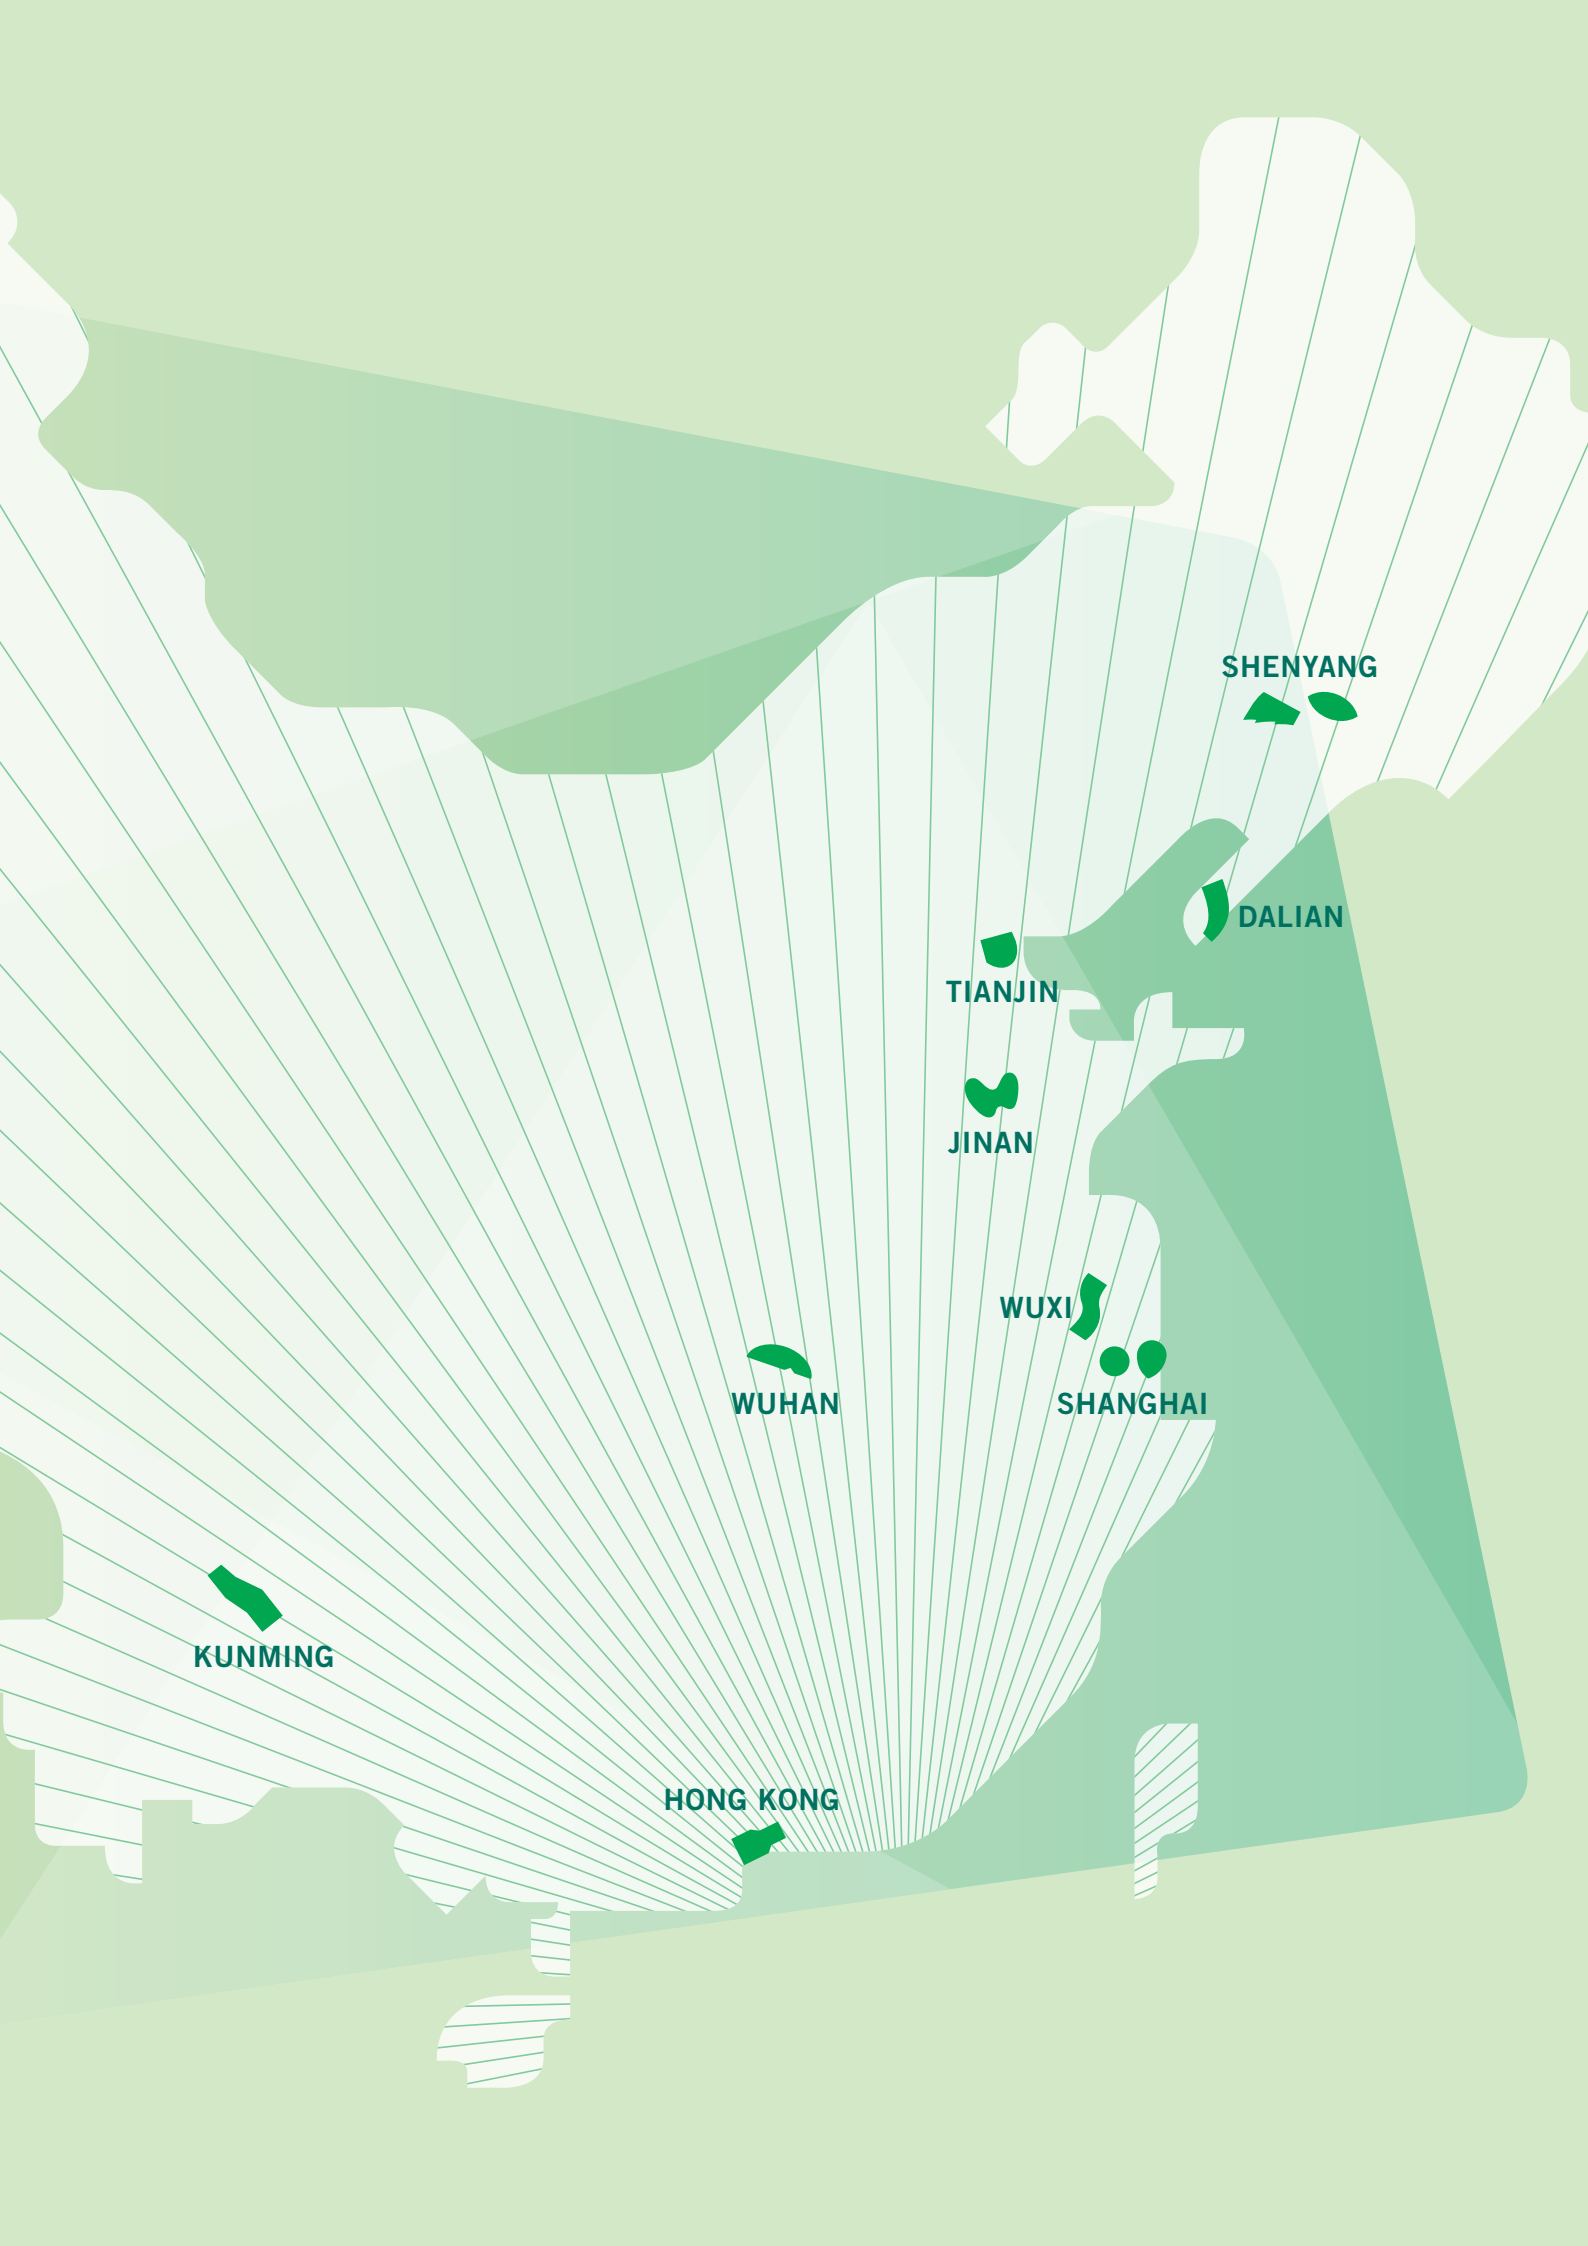 SHENYANG
DALIAN
TIANJIN
JINAN
WUXI
WUHAN
SHANGHAI
KUNMING
HONG KONG